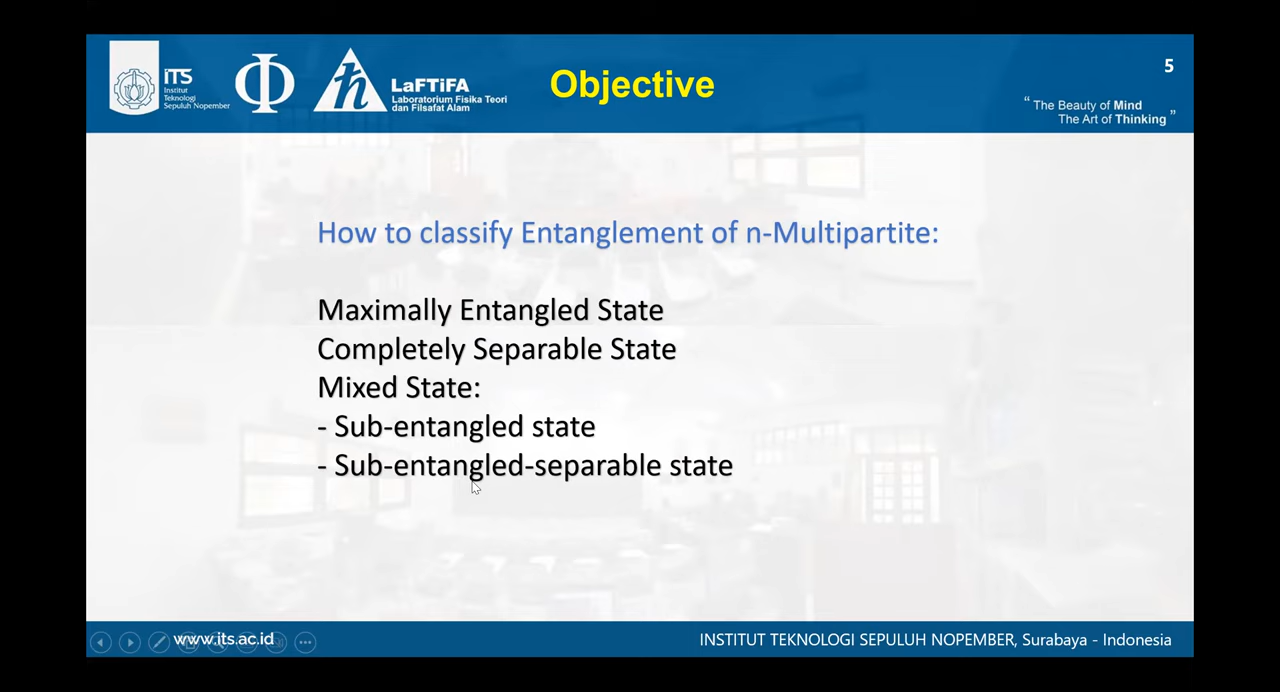 iTS
Institut
Teknologi
Sepuluh Nopember
Φ
ℏ
LaFTiFA
Laboratorium Fisika Teori
dan Filsafat Alam
Objective
5
“ The Beauty of Mind
The Art of Thinking ”
How to classify Entanglement of n-Multipartite:
Maximally Entangled State
Completely Separable State
Mixed State:
- Sub-entangled state
- Sub-entangled-separable state
www.its.ac.id
INSTITUT TEKNOLOGI SEPULUH NOPEMBER, Surabaya - Indonesia